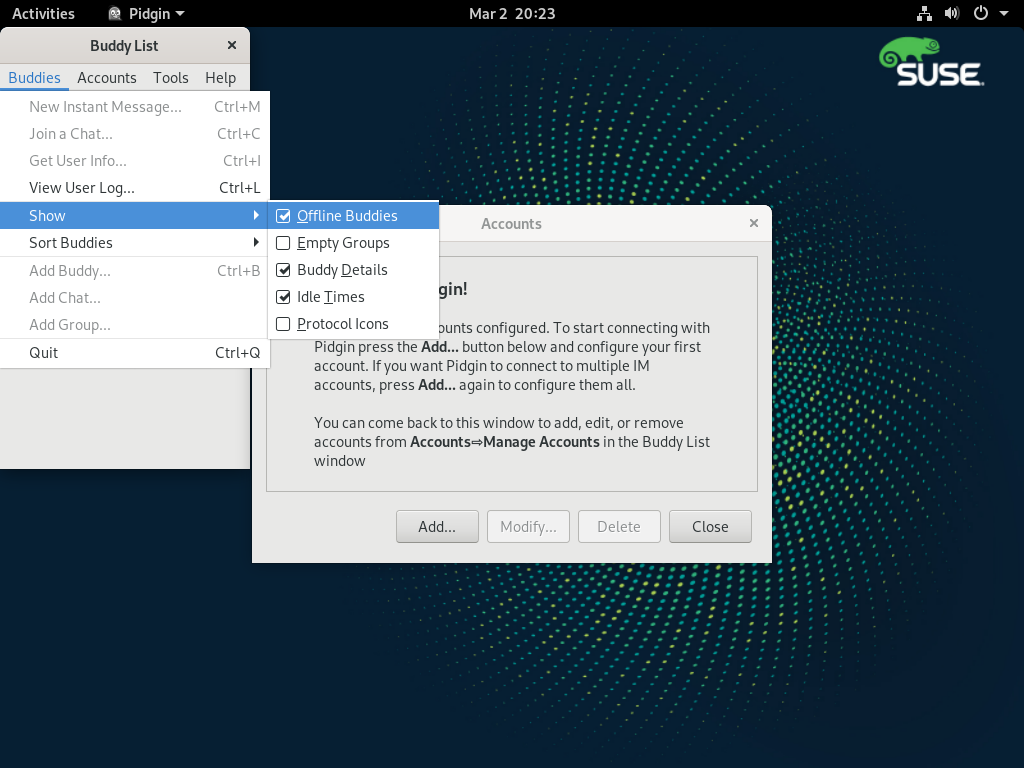 Activities
Pidgin
Mar 2 20:23
SUSE
Buddy List
×
Buddies
Accounts
Tools
Help
New Instant Message... Ctrl+M
Join a Chat... Ctrl+C
Get User Info... Ctrl+I
View User Log... Ctrl+L
Show
Sort Buddies
Add Buddy... Ctrl+B
Add Chat...
Add Group...
Quit Ctrl+Q
Offline Buddies
Empty Groups
Buddy Details
Idle Times
Protocol Icons
Accounts
×
gin!
ounts configured. To start connecting with
Pidgin press the Add... button below and configure your first
account. If you want Pidgin to connect to multiple IM
accounts, press Add... again to configure them all.
You can come back to this window to add, edit, or remove
accounts from Accounts⇨Manage Accounts in the Buddy List
window
Add...
Modify...
Delete
Close